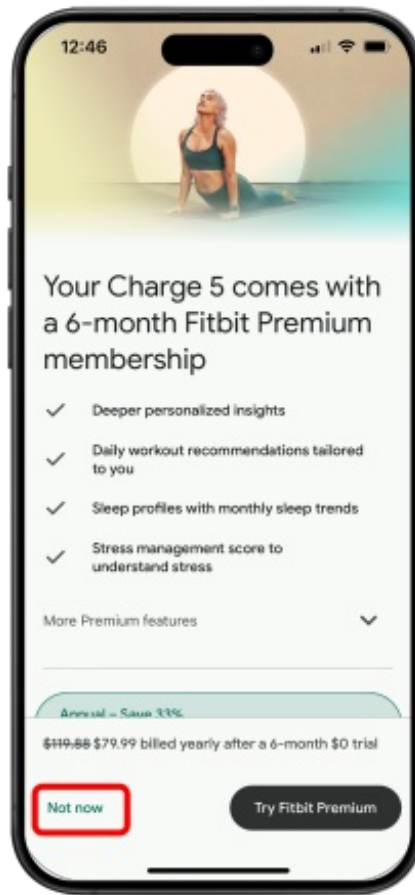 12:46
Your Charge 5 comes with
a 6-month Fitbit Premium
membership
Deeper personalized insights
Daily workout recommendations tailored
to you
Sleep profiles with monthly sleep trends
Stress management score to
understand stress
More Premium features
Annual – Save 33%
$119.88 $79.99 billed yearly after a 6-month $0 trial
Not now
Try Fitbit Premium